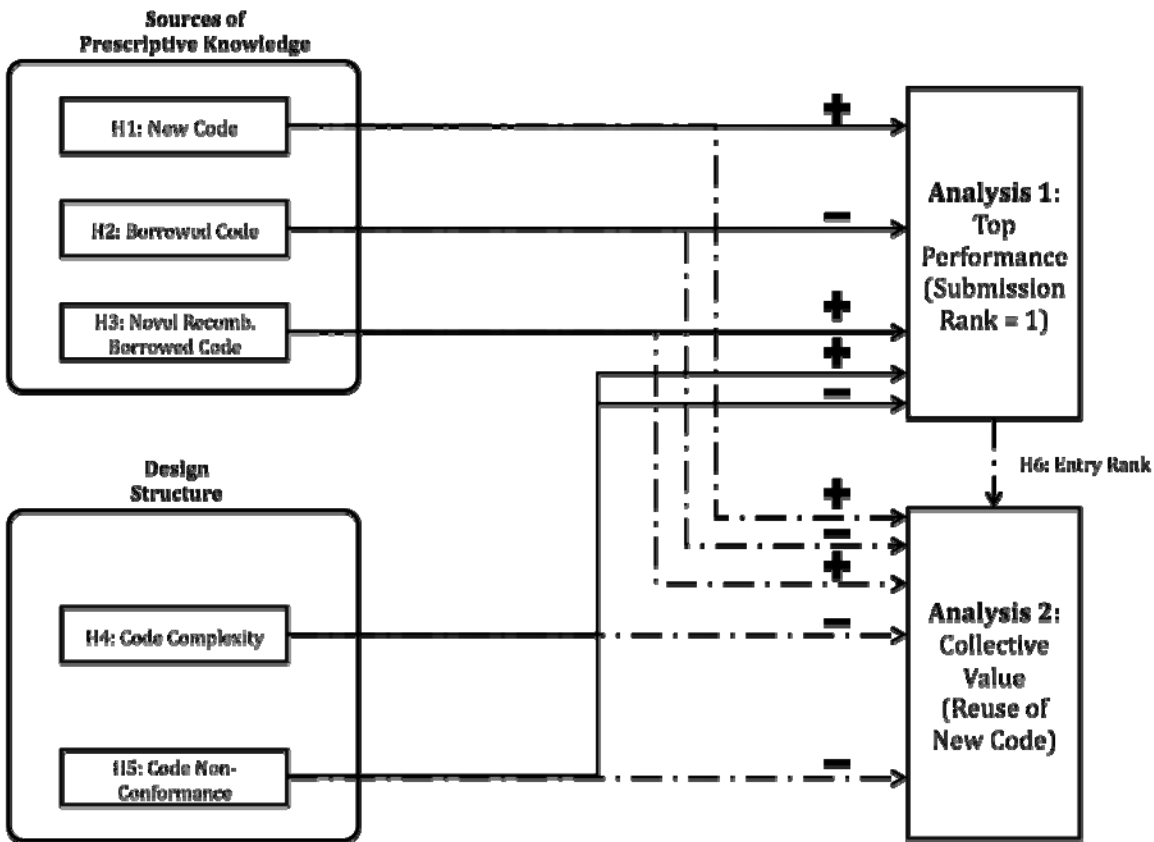 Sources of
Prescriptive Knowledge
H1: New Code
H2: Borrowed Code
H3: Novul Recomb.
Borrowed Code
+
−
+
+
−
Analysis 1:
Top
Performance
(Submission
Rank = 1)
H6: Entry Rank
Design
Structure
H4: Code Complexity
H5: Code Non-
Conformance
+
−
+
−
−
Analysis 2:
Collective
Value
(Reuse of
New Code)